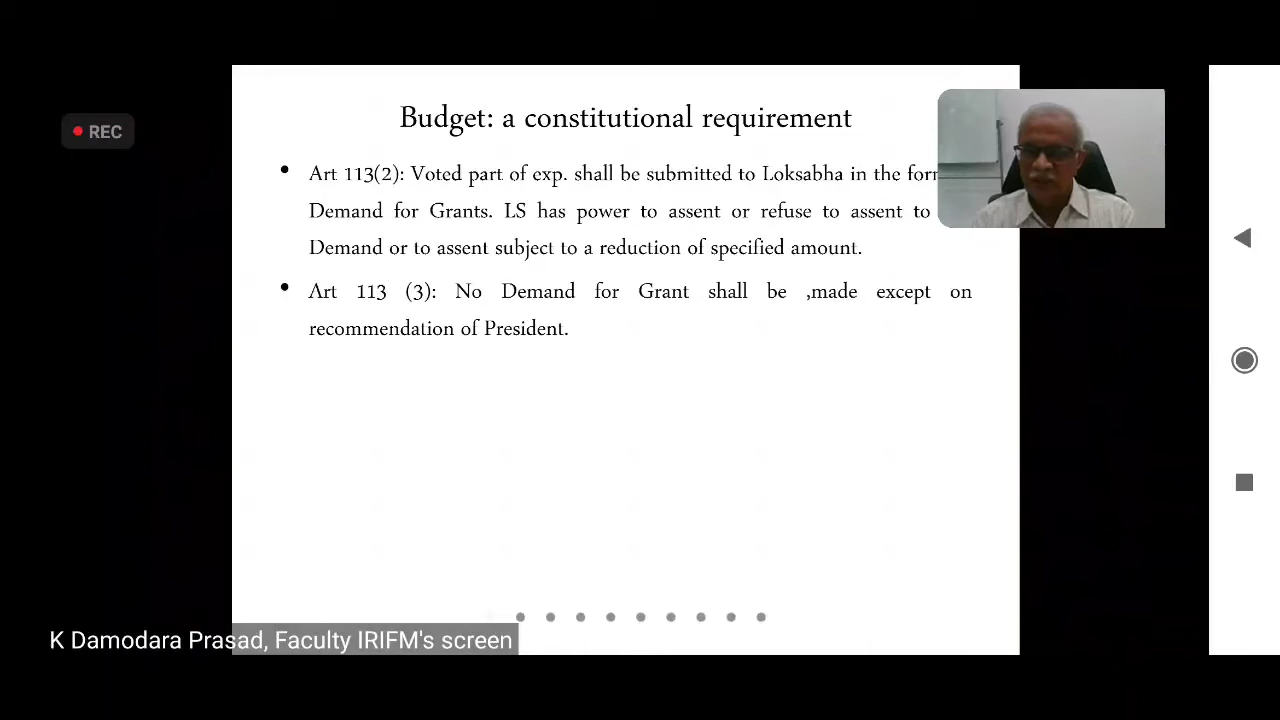 Budget: a constitutional requirement
REC
• Art 113(2): Voted part of exp. shall be submitted to Loksabha in the
Demand for Grants. LS has power to assent or refuse to assent to
Demand or to assent subject to a reduction of specified amount.
• Art 113 (3): No Demand for Grant shall be ,made except on
recommendation of President.
K Damodara Prasad, Faculty IRIFM's screen